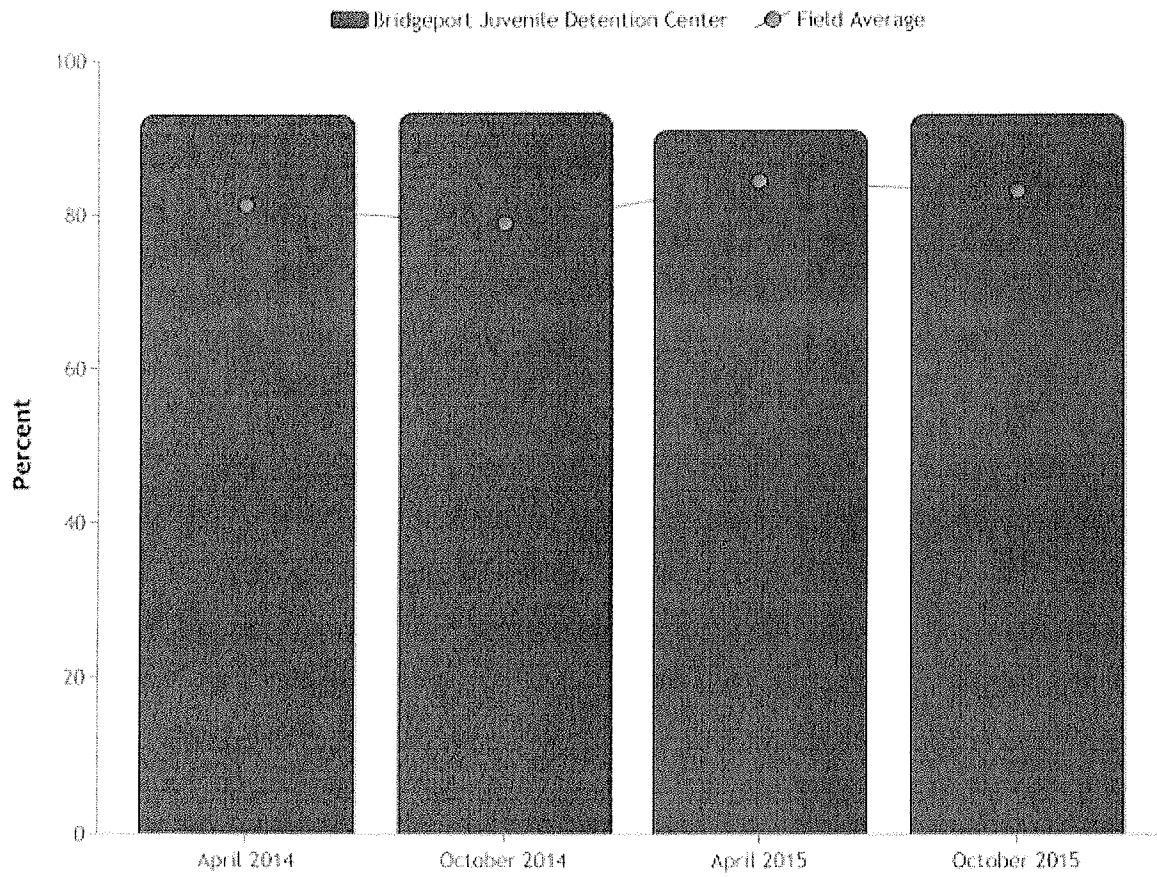 Bridgeport Juvenile Detention Center Field Average
100
80
60
40
20
0
Percent
April 2014 October 2014 April 2015 October 2015